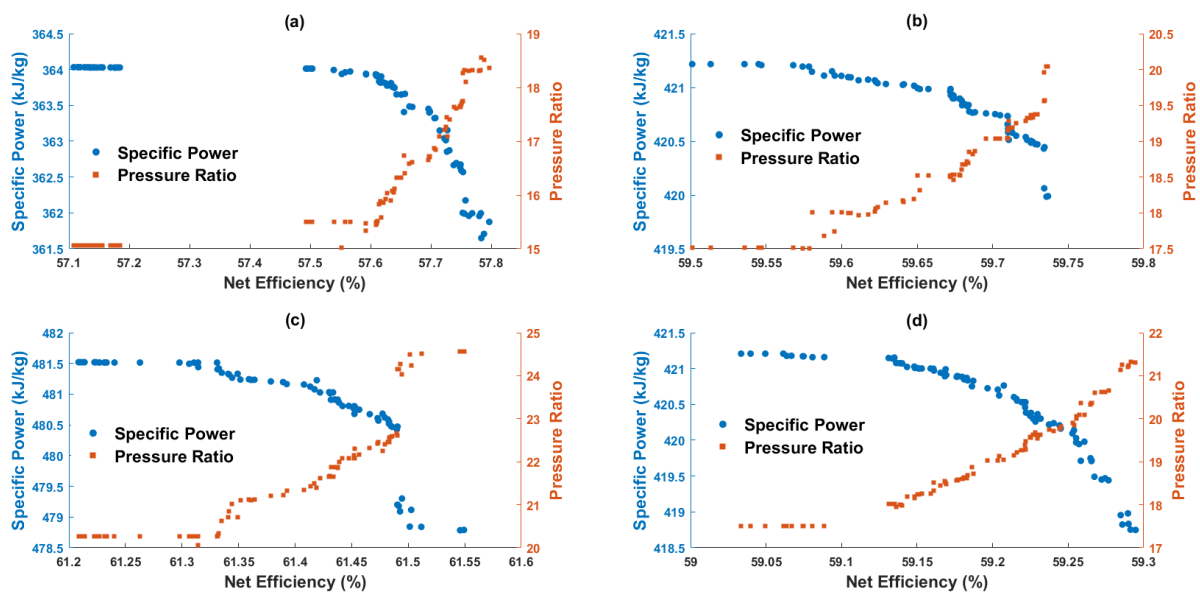 (a)
Specific Power (kJ/kg)
364.5
364
363.5
363
362.5
362
361.5
Specific Power
Pressure Ratio
19
18
17
16
15
Pressure Ratio
57.1 57.2 57.3 57.4 57.5 57.6 57.7 57.8
Net Efficiency (%)
(b)
Specific Power (kJ/kg)
421.5
421
420.5
420
419.5
Specific Power
Pressure Ratio
20.5
20
19.5
19
18.5
18
17.5
Pressure Ratio
59.5 59.55 59.6 59.65 59.7 59.75 59.8
Net Efficiency (%)
(c)
Specific Power (kJ/kg)
482
481.5
481
480.5
480
479.5
479
478.5
Specific Power
Pressure Ratio
25
24
23
22
21
20
Pressure Ratio
61.2 61.25 61.3 61.35 61.4 61.45 61.5 61.55 61.6
Net Efficiency (%)
(d)
Specific Power (kJ/kg)
421.5
421
420.5
420
419.5
419
418.5
Specific Power
Pressure Ratio
22
21
20
19
18
17
Pressure Ratio
59 59.05 59.1 59.15 59.2 59.25 59.3
Net Efficiency (%)